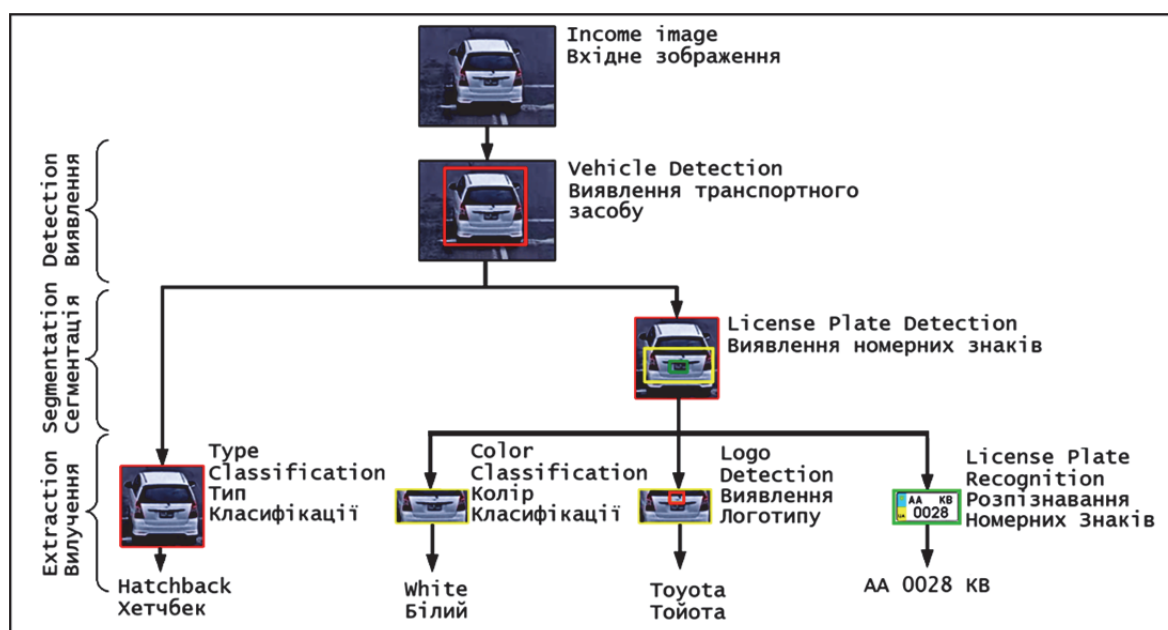 Income image
Вхідне зображення
Detection
Виявлення
Vehicle Detection
Виявлення транспортного
засобу
Segmentation
Сегментація
License Plate Detection
Виявлення номерних знаків
Extraction
Вилучення
Type
Classification
Тип
Класифікації
Color
Classification
Колір
Класифікації
Logo
Detection
Виявлення
Логотипу
License Plate
Recognition
Розпізнавання
Номерних Знаків
AA KB
0028
UA
Hatchback
Хетчбек
White
Білий
Toyota
Тойота
AA 0028 KB